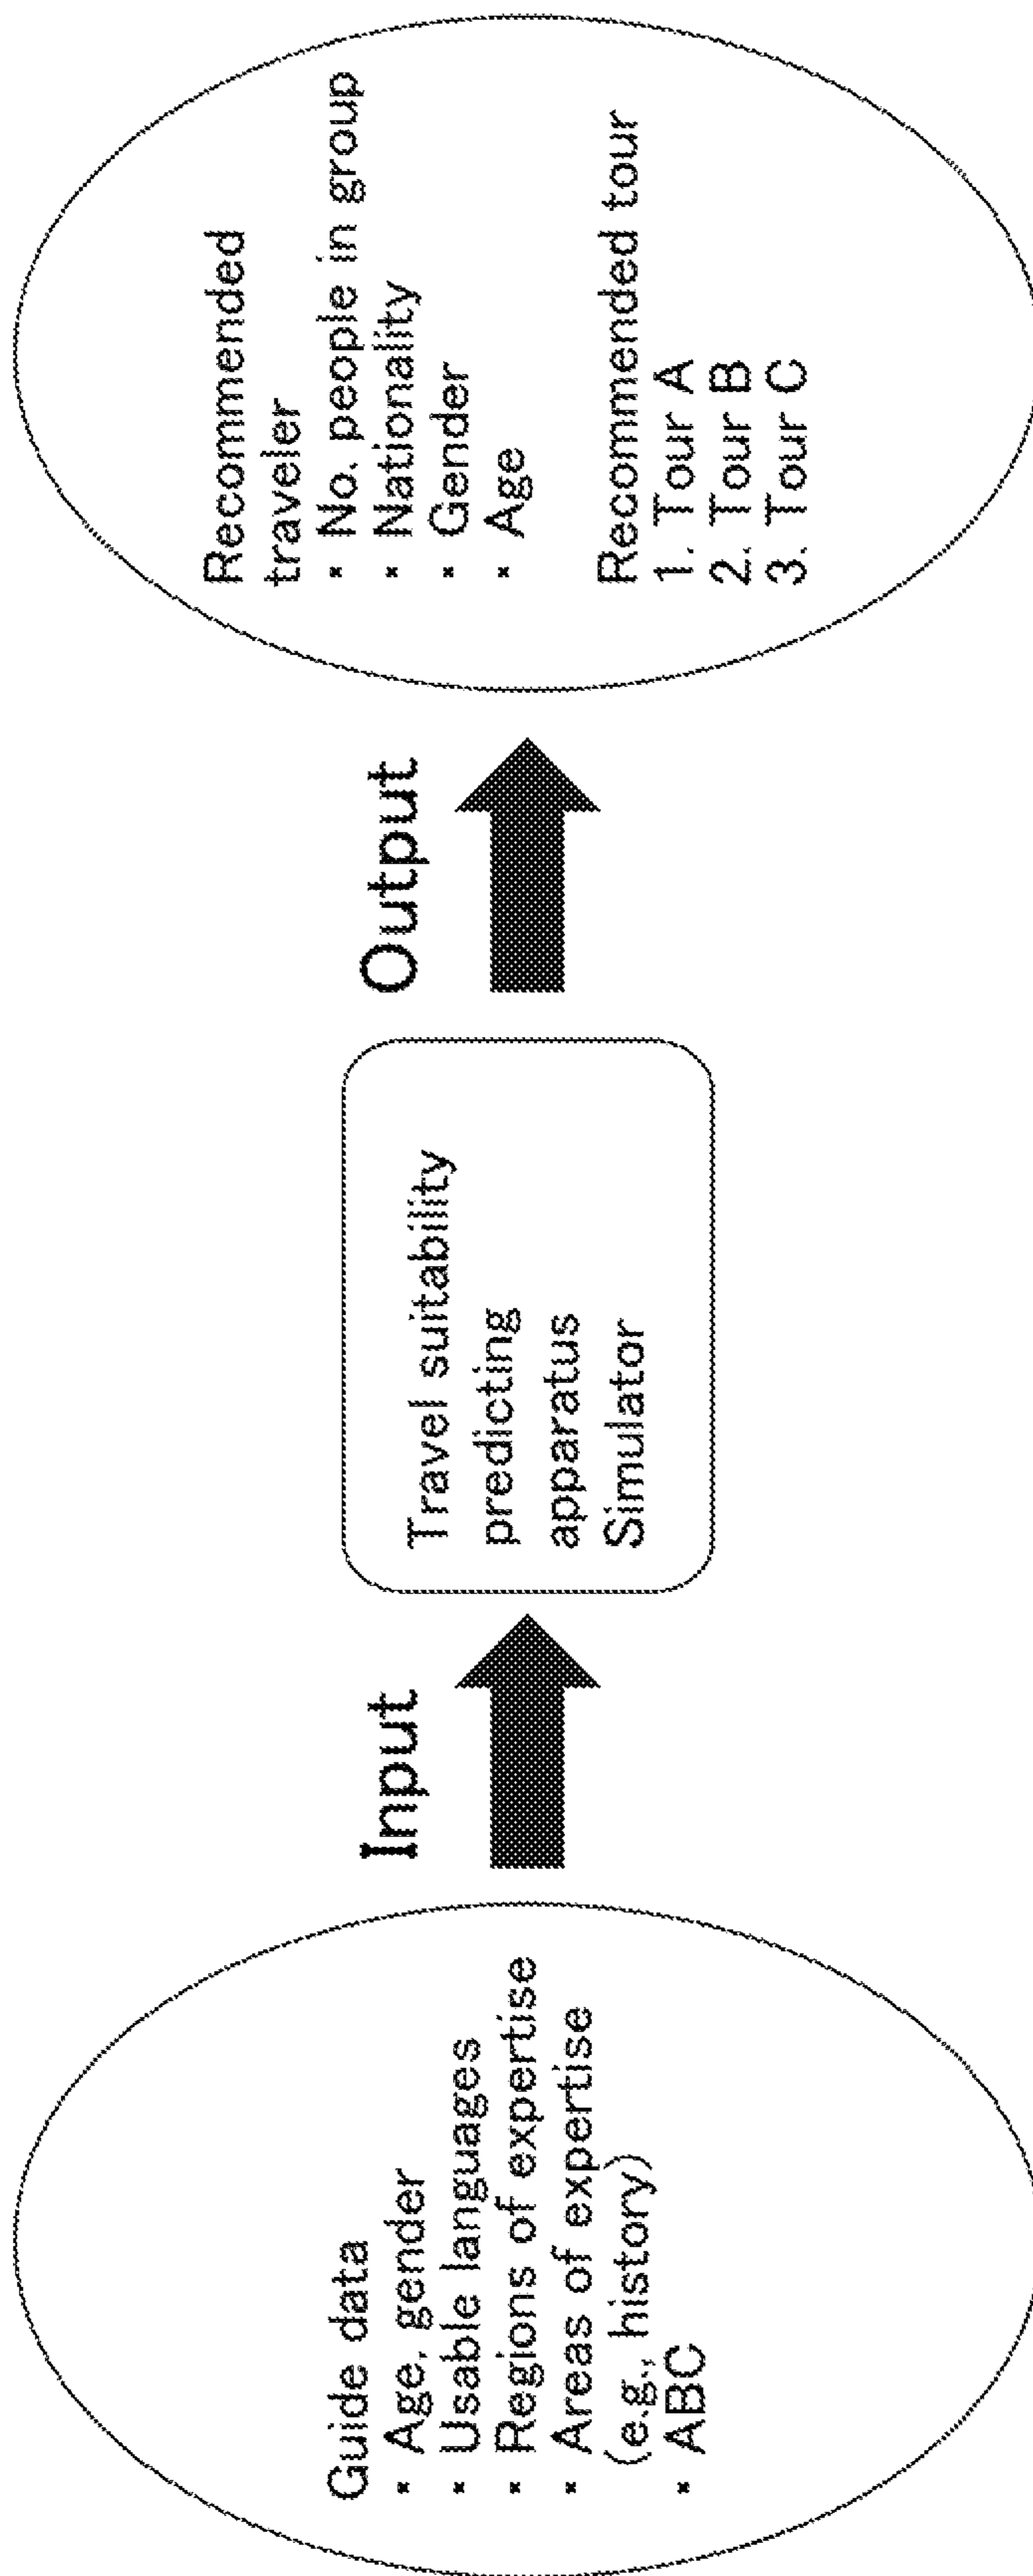 Guide data
・Age, gender
・Usable languages
・Regions of expertise
・Areas of expertise
(e.g., history)
・ABC
Input
Travel suitability
predicting
apparatus
Simulator
Output
Recommended
traveler
・No. people in group
・Nationality
・Gender
・Age
Recommended tour
1. Tour A
2. Tour B
3. Tour C